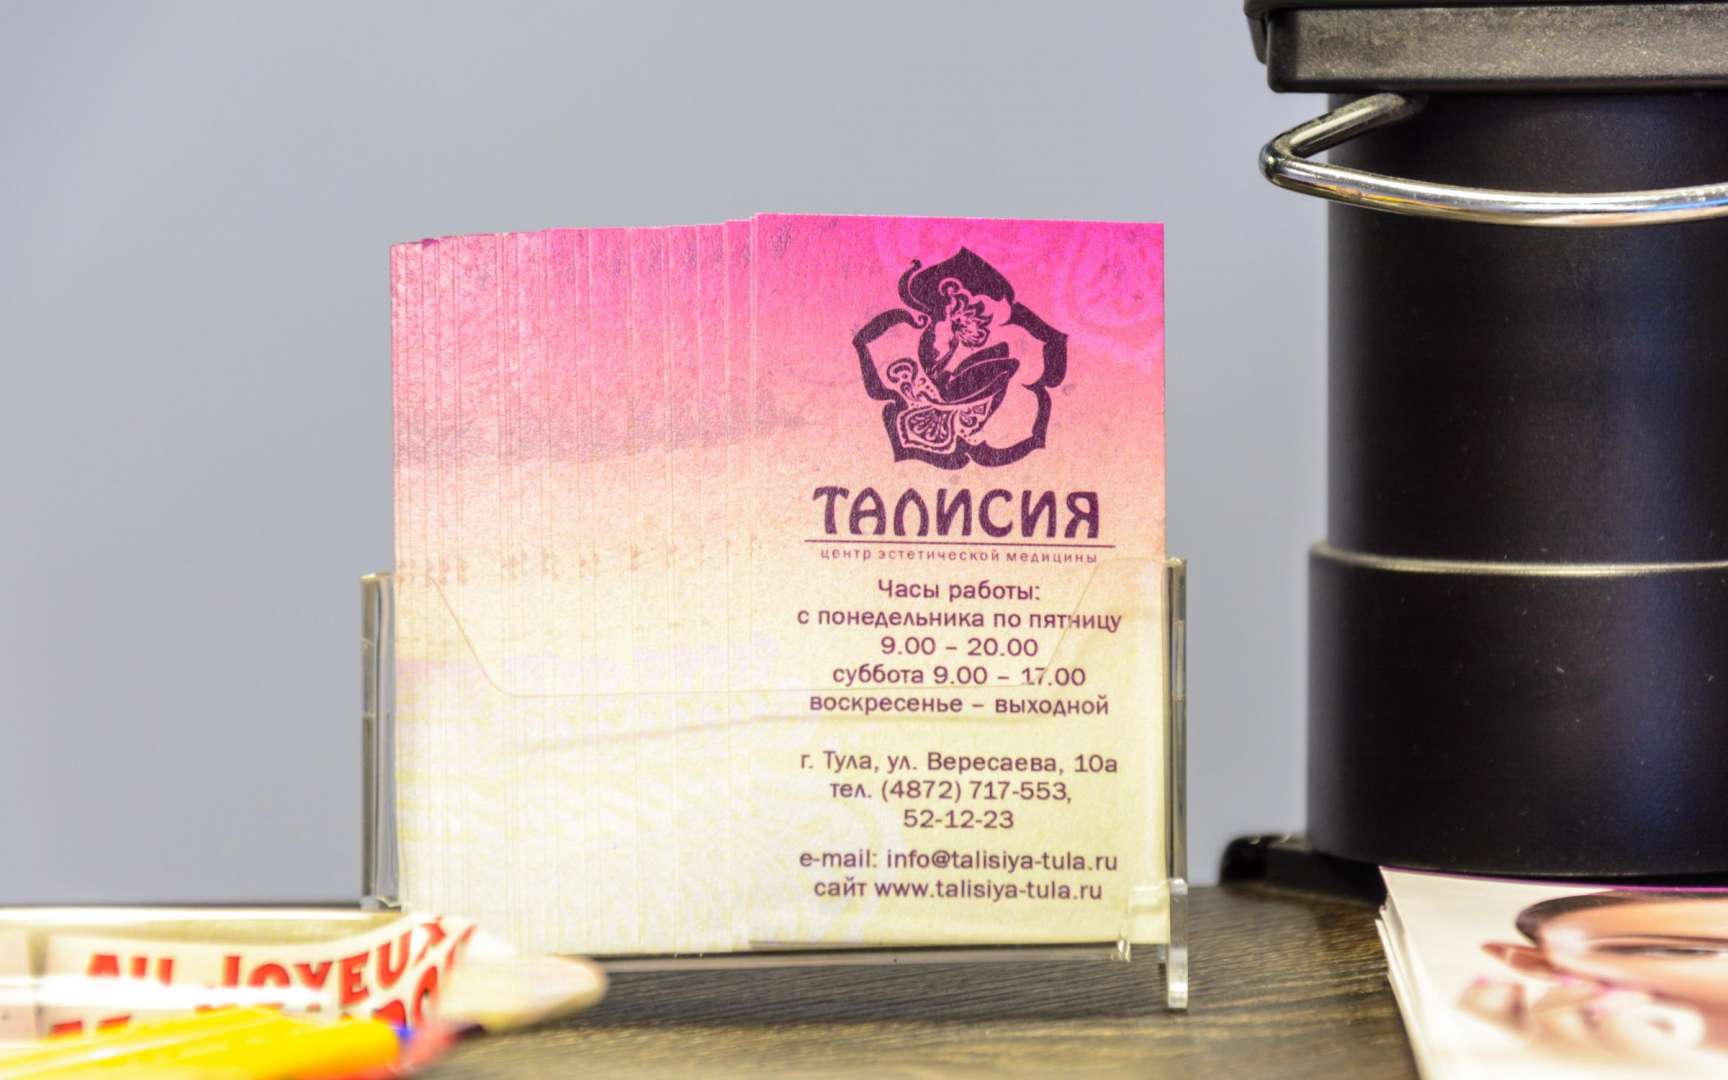 ТАЛИСИЯ
центр эстетической медицины
Часы работы:
с понедельника по пятницу
9.00 – 20.00
суббота 9.00 – 17.00
воскресенье – выходной
г. Тула, ул. Вересаева, 10а
тел. (4872) 717-553,
52-12-23
e-mail: info@talisiya-tula.ru
сайт www.talisiya-tula.ru
AU JOYEUX